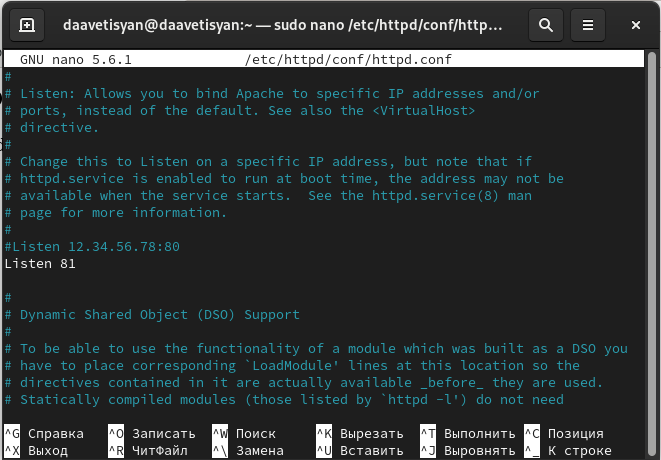 daavetisyan@daavetisyan:~ — sudo nano /etc/httpd/conf/http...
GNU nano 5.6.1 /etc/httpd/conf/httpd.conf
#
# Listen: Allows you to bind Apache to specific IP addresses and/or
# ports, instead of the default. See also the <VirtualHost>
# directive.
#
# Change this to Listen on a specific IP address, but note that if
# httpd.service is enabled to run at boot time, the address may not be
# available when the service starts.  See the httpd.service(8) man
# page for more information.
#
#Listen 12.34.56.78:80
Listen 81
#
# Dynamic Shared Object (DSO) Support
#
# To be able to use the functionality of a module which was built as a DSO you
# have to place corresponding `LoadModule' lines at this location so the
# directives contained in it are actually available _before_ they are used.
# Statically compiled modules (those listed by `httpd -l') do not need
^G Справка ^O Записать ^W Поиск ^K Вырезать ^T Выполнить ^C Позиция
^X Выход ^R ЧитФайл ^\ Замена ^U Вставить ^J Выровнять ^_ К строке